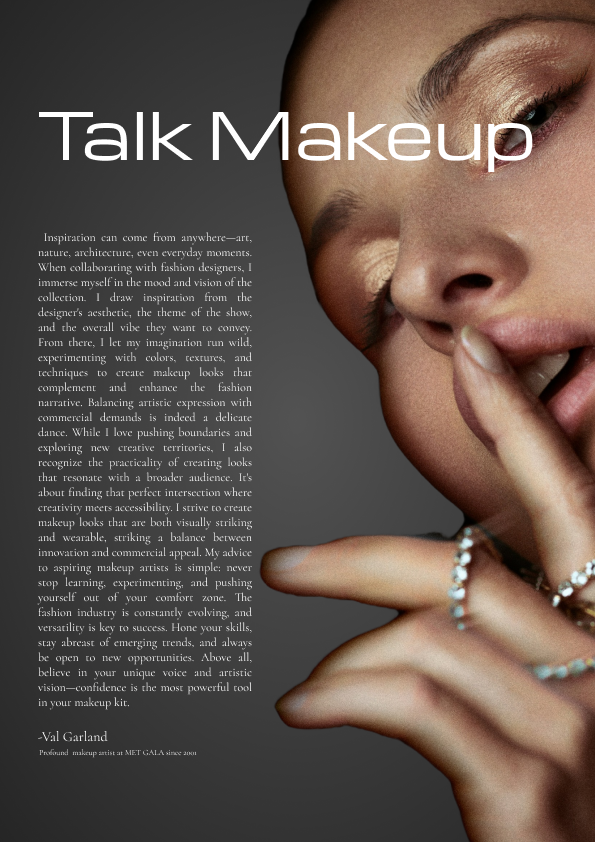 Talk Makeup
Inspiration can come from anywhere—art,
nature, architecture, even everyday moments.
When collaborating with fashion designers, I
immerse myself in the mood and vision of the
collection. I draw inspiration from the
designer's aesthetic, the theme of the show,
and the overall vibe they want to convey.
From there, I let my imagination run wild,
experimenting with colors, textures, and
techniques to create makeup looks that
complement and enhance the fashion
narrative. Balancing artistic expression with
commercial demands is indeed a delicate
dance. While I love pushing boundaries and
exploring new creative territories, I also
recognize the practicality of creating looks
that resonate with a broader audience. It's
about finding that perfect intersection where
creativity meets accessibility. I strive to create
makeup looks that are both visually striking
and wearable, striking a balance between
innovation and commercial appeal. My advice
to aspiring makeup artists is simple: never
stop learning, experimenting, and pushing
yourself out of your comfort zone. The
fashion industry is constantly evolving, and
versatility is key to success. Hone your skills,
stay abreast of emerging trends, and always
be open to new opportunities. Above all,
believe in your unique voice and artistic
vision—confidence is the most powerful tool
in your makeup kit.
-Val Garland
Profound makeup artist at MET GALA since 2001